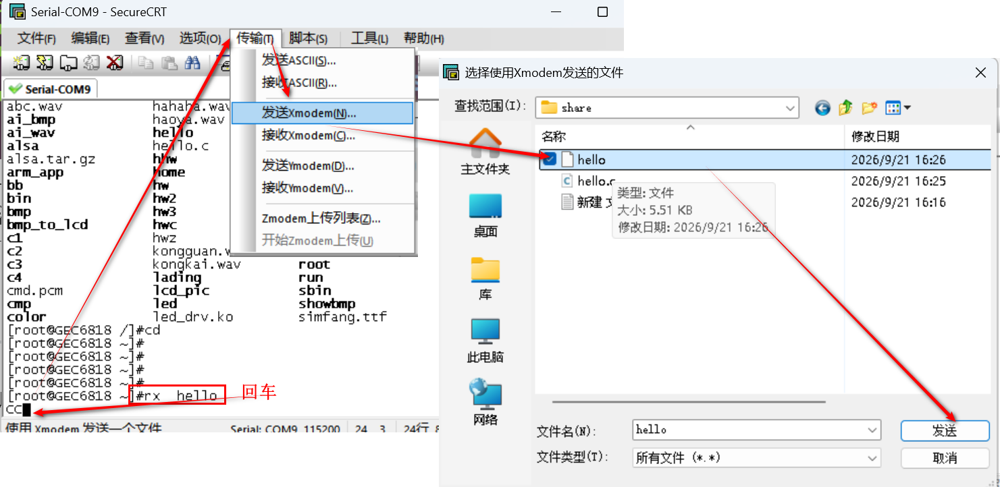 Serial-COM9 - SecureCRT
文件(F) 编辑(E) 查看(V) 选项(O) 传输(T) 脚本(S) 工具(L) 帮助(H)
Serial-COM9
发送ASCII(S)...
接收ASCII(R)...
发送Xmodem(N)...
接收Xmodem(C)...
发送Ymodem(D)...
接收Ymodem(V)...
Zmodem上传列表(Z)...
开始Zmodem上传(U)
abc.wav hahaha.wav
ai_bmp haoya.wav
ai_wav hello
alsa hello.c
alsa.tar.gz hhw
arm_app home
bb hw
bin hw2
bmp hw3
bmp_to_lcd hwc
c1 hwz
c2 kongguan.w
c3 kongkai.wav root
c4 lading run
cmd.pcm lcd_pic sbin
cmp led showbmp
color led_drv.ko simfang.ttf
[root@GEC6818 /]#cd
[root@GEC6818 ~]#
[root@GEC6818 ~]#
[root@GEC6818 ~]#
[root@GEC6818 ~]#
[root@GEC6818 ~]#rx hello 回车
CC
使用 Xmodem 发送一个文件 Serial: COM9, 115200 24, 3 24行
选择使用Xmodem发送的文件
查找范围(I): share
主文件夹
桌面
库
此电脑
网络
名称 修改日期
hello 2026/9/21 16:26
hello.c 2026/9/21 16:25
新建 2026/9/21 16:16
类型: 文件
大小: 5.51 KB
修改日期: 2026/9/21 16:26
文件名(N): hello 发送
文件类型(T): 所有文件 (*.*) 取消